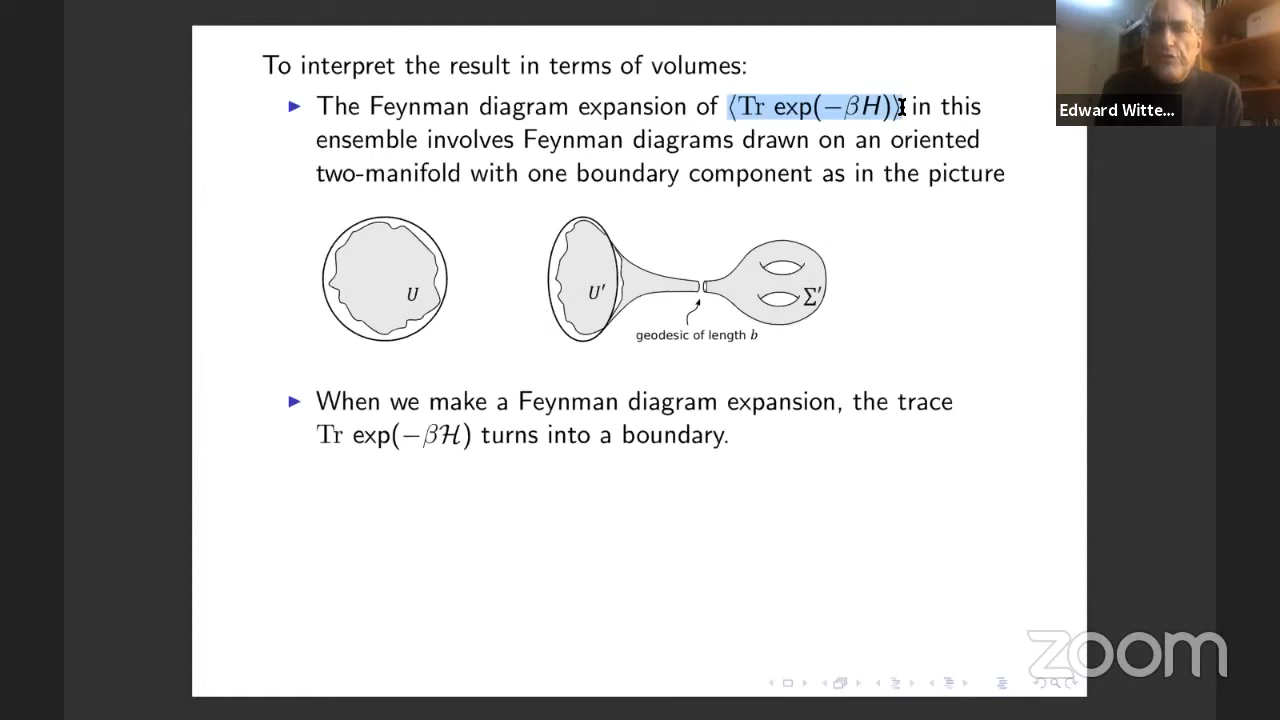 To interpret the result in terms of volumes:
▶ The Feynman diagram expansion of ⟨Tr exp(−βH)⟩ in this
ensemble involves Feynman diagrams drawn on an oriented
two-manifold with one boundary component as in the picture
U
U′
Σ′
geodesic of length b
▶ When we make a Feynman diagram expansion, the trace
Tr exp(−βℋ) turns into a boundary.
Edward Witte...
zoom